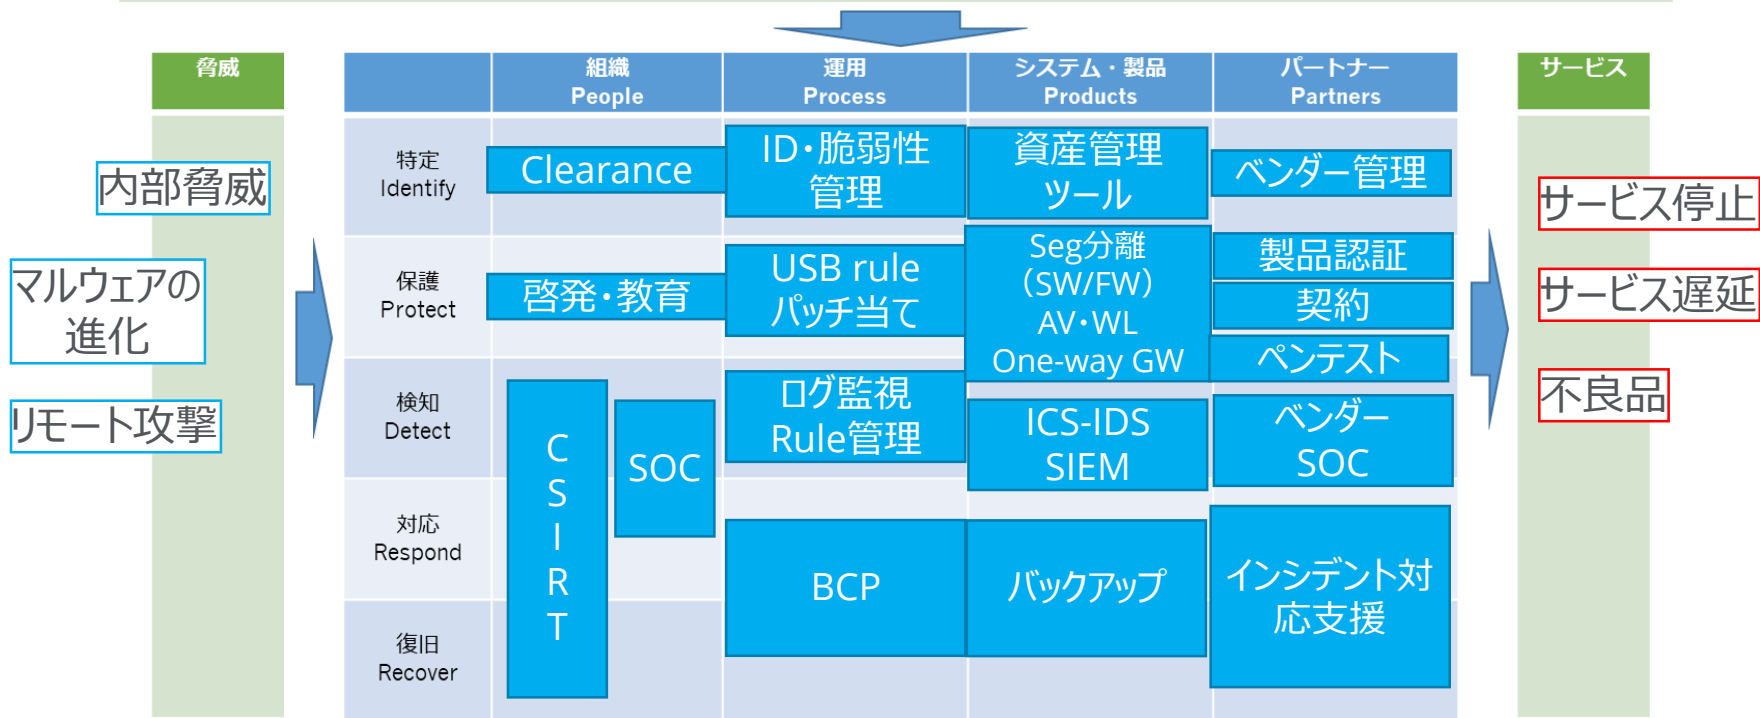 脅威
内部脅威
マルウェアの
進化
リモート攻撃
組織
People
運用
Process
システム・製品
Products
パートナー
Partners
特定
Identify
Clearance
ID・脆弱性
管理
資産管理
ツール
ベンダー管理
保護
Protect
啓発・教育
USB rule
パッチ当て
Seg分離
（SW/FW）
AV・WL
One-way GW
製品認証
契約
ペンテスト
検知
Detect
C
S
I
R
T
SOC
ログ監視
Rule管理
ICS-IDS
SIEM
ベンダー
SOC
対応
Respond
BCP
バックアップ
インシデント対
応支援
復旧
Recover
サービス
サービス停止
サービス遅延
不良品